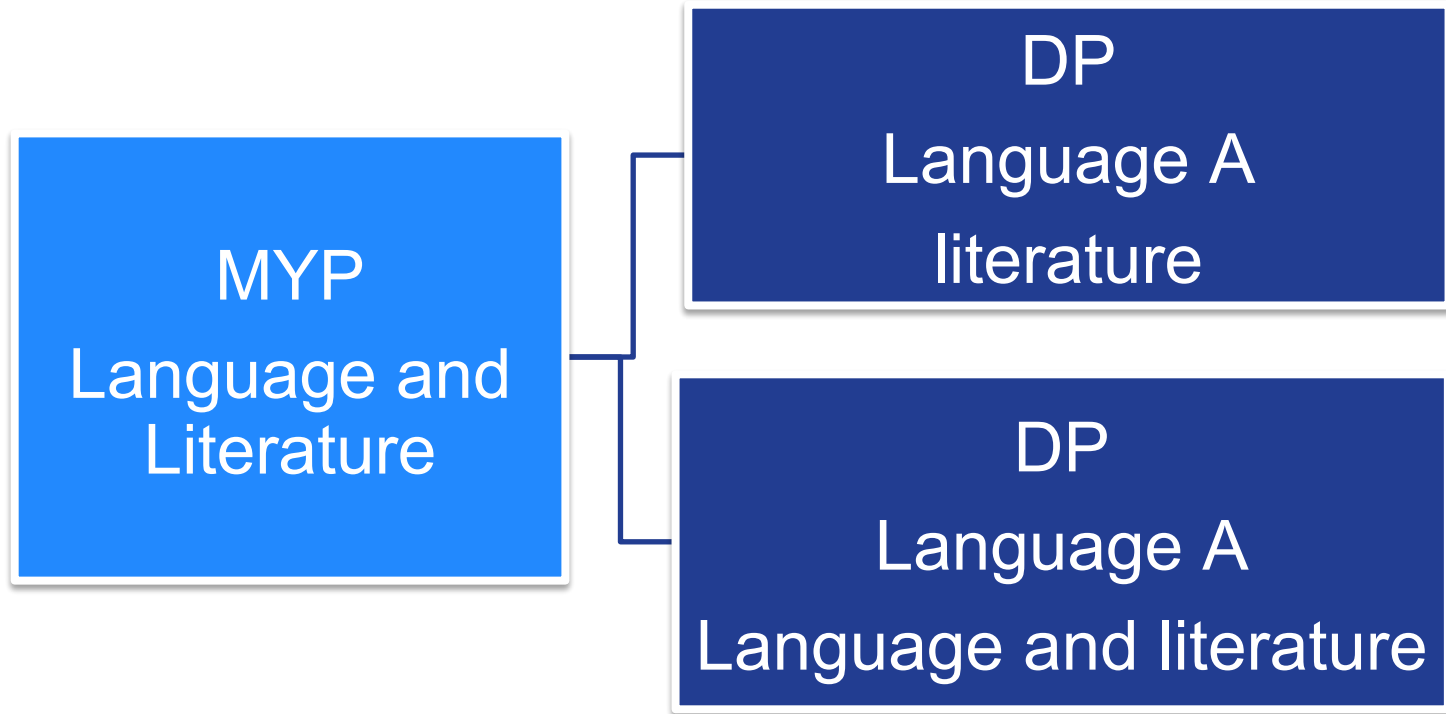 MYP
Language and
Literature
DP
Language A
literature
DP
Language A
Language and literature